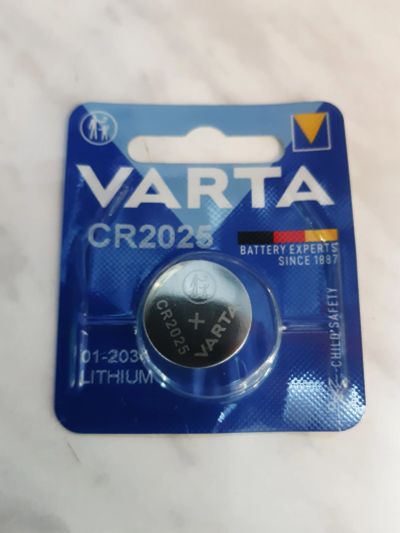 VARTA
CR2025
BATTERY EXPERTS
SINCE 1887
+
CR2025
VARTA
LITHIUM
CHILD SAFETY